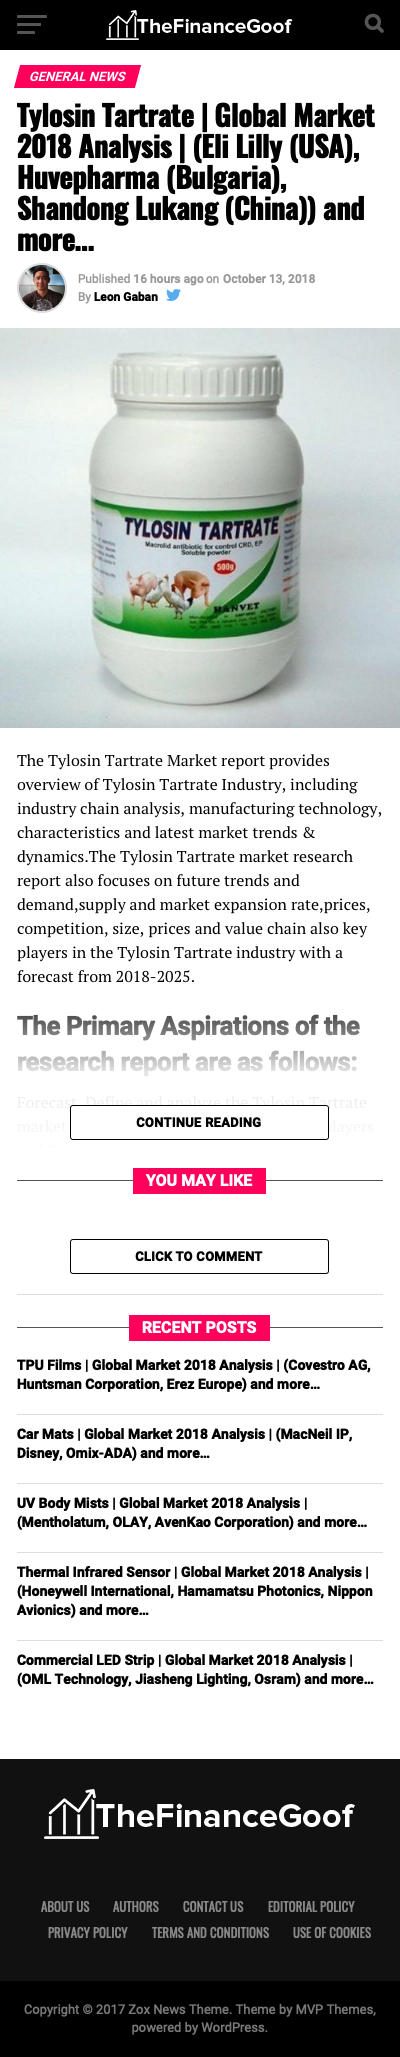 TheFinanceGoof
GENERAL NEWS
Tylosin Tartrate | Global Market
2018 Analysis | (Eli Lilly (USA),
Huvepharma (Bulgaria),
Shandong Lukang (China)) and
more…
Published 16 hours ago on October 13, 2018
By Leon Gaban
TYLOSIN TARTRATE
Macrolid antibiotic for control CRD, EP
Soluble powder
500g
HANVET
The Tylosin Tartrate Market report provides
overview of Tylosin Tartrate Industry, including
industry chain analysis, manufacturing technology,
characteristics and latest market trends &
dynamics.The Tylosin Tartrate market research
report also focuses on future trends and
demand,supply and market expansion rate,prices,
competition, size, prices and value chain also key
players in the Tylosin Tartrate industry with a
forecast from 2018-2025.
The Primary Aspirations of the
research report are as follows:
Forecast, Define and analyze the Tylosin Tartrate
market
CONTINUE READING
YOU MAY LIKE
CLICK TO COMMENT
RECENT POSTS
TPU Films | Global Market 2018 Analysis | (Covestro AG,
Huntsman Corporation, Erez Europe) and more…
Car Mats | Global Market 2018 Analysis | (MacNeil IP,
Disney, Omix-ADA) and more…
UV Body Mists | Global Market 2018 Analysis |
(Mentholatum, OLAY, AvenKao Corporation) and more…
Thermal Infrared Sensor | Global Market 2018 Analysis |
(Honeywell International, Hamamatsu Photonics, Nippon
Avionics) and more…
Commercial LED Strip | Global Market 2018 Analysis |
(OML Technology, Jiasheng Lighting, Osram) and more…
TheFinanceGoof
ABOUT US AUTHORS CONTACT US EDITORIAL POLICY
PRIVACY POLICY TERMS AND CONDITIONS USE OF COOKIES
Copyright © 2017 Zox News Theme. Theme by MVP Themes,
powered by WordPress.